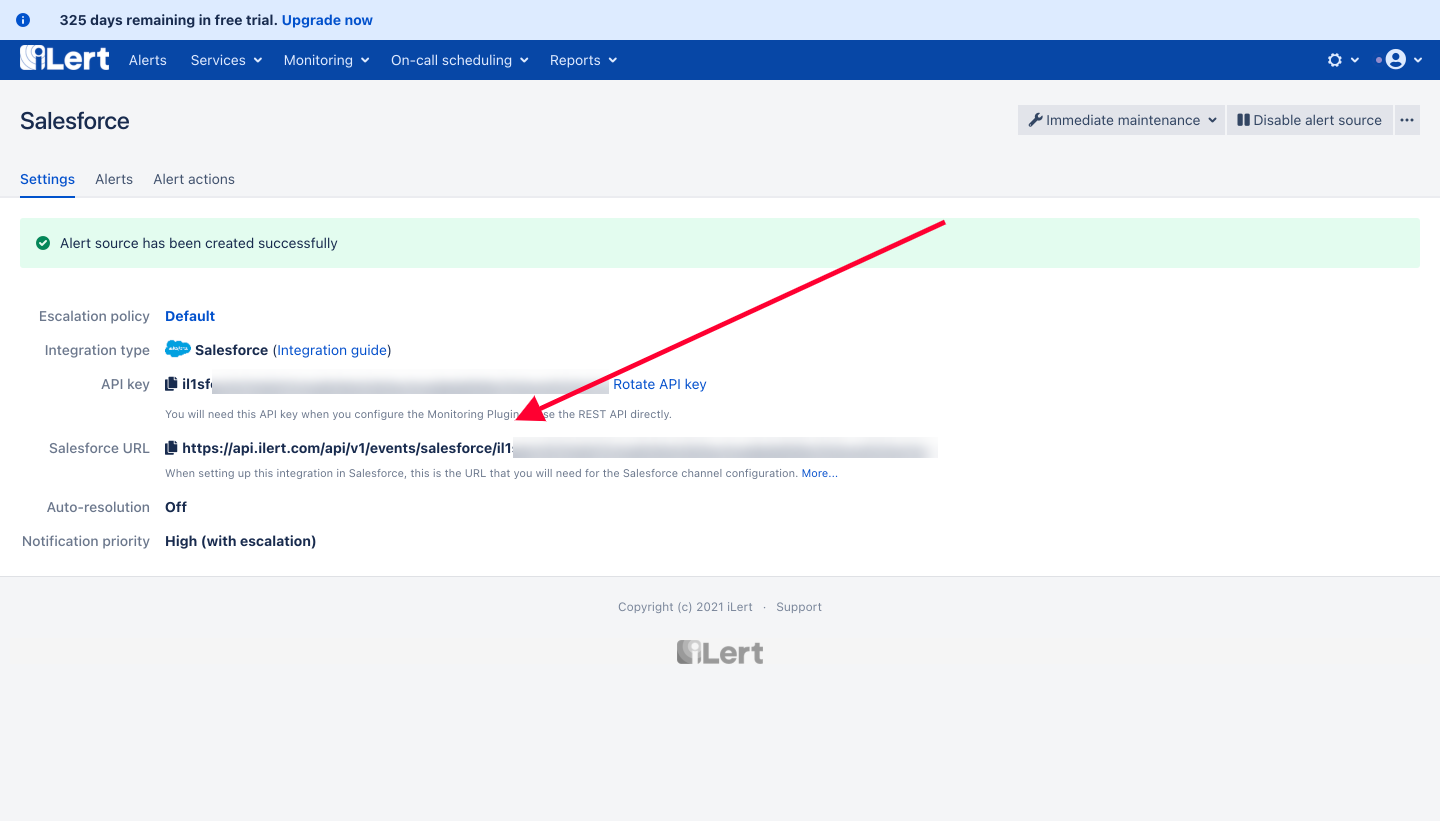 325 days remaining in free trial. Upgrade now
iLert Alerts Services Monitoring On-call scheduling Reports
Salesforce
Immediate maintenance Disable alert source
Settings Alerts Alert actions
Alert source has been created successfully
Escalation policy Default
Integration type Salesforce (Integration guide)
API key il1sf Rotate API key
You will need this API key when you configure the Monitoring Plugin the REST API directly.
Salesforce URL https://api.ilert.com/api/v1/events/salesforce/il1
When setting up this integration in Salesforce, this is the URL that you will need for the Salesforce channel configuration. More...
Auto-resolution Off
Notification priority High (with escalation)
Copyright (c) 2021 iLert · Support
iLert